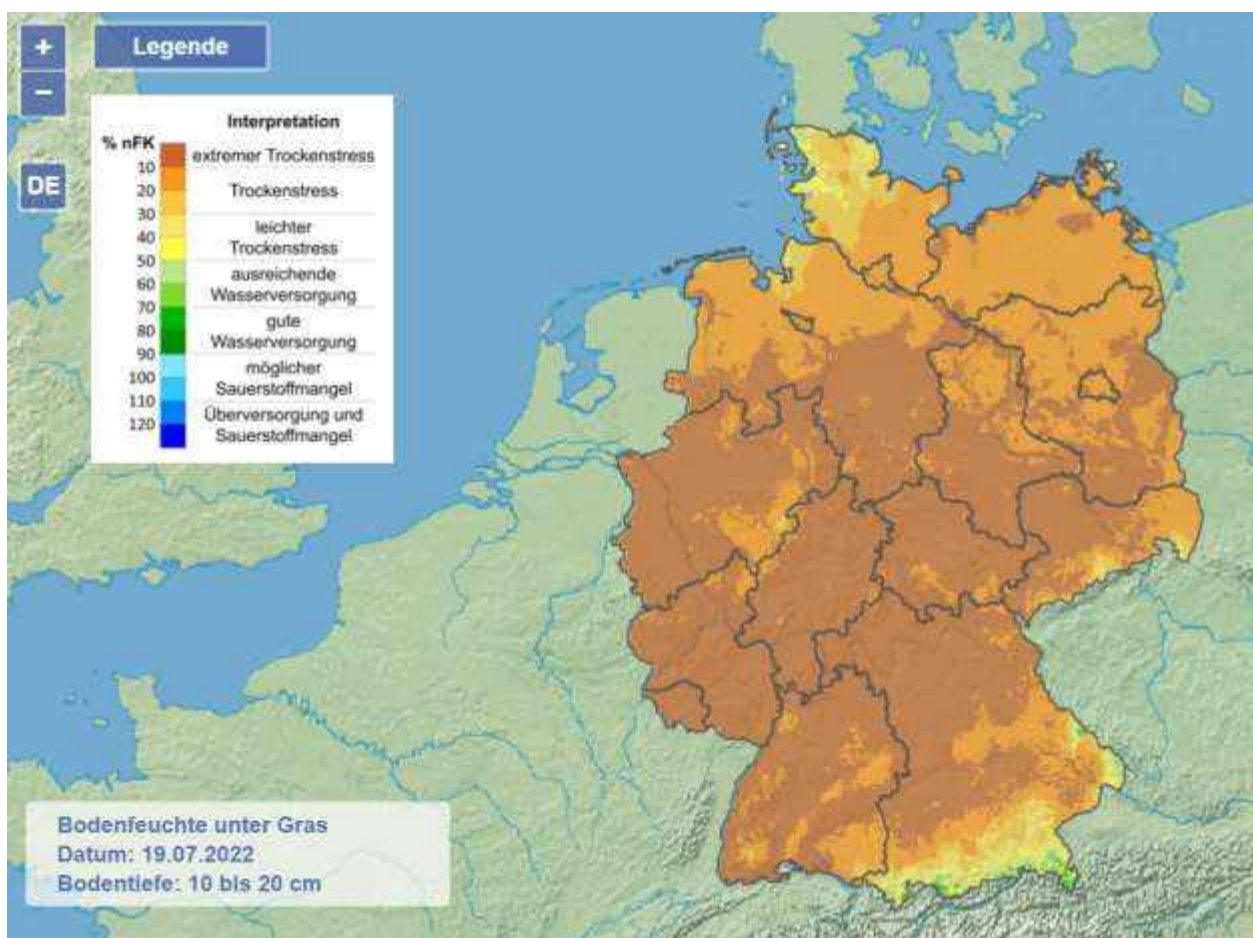 +
Legende
−
DE
Interpretation
% nFK
extremer Trockenstress
10
Trockenstress
20
30
leichter
Trockenstress
40
50
ausreichende
Wasserversorgung
60
70
gute
Wasserversorgung
80
90
möglicher
Sauerstoffmangel
100
110
Überversorgung und
Sauerstoffmangel
120
Bodenfeuchte unter Gras
Datum: 19.07.2022
Bodentiefe: 10 bis 20 cm